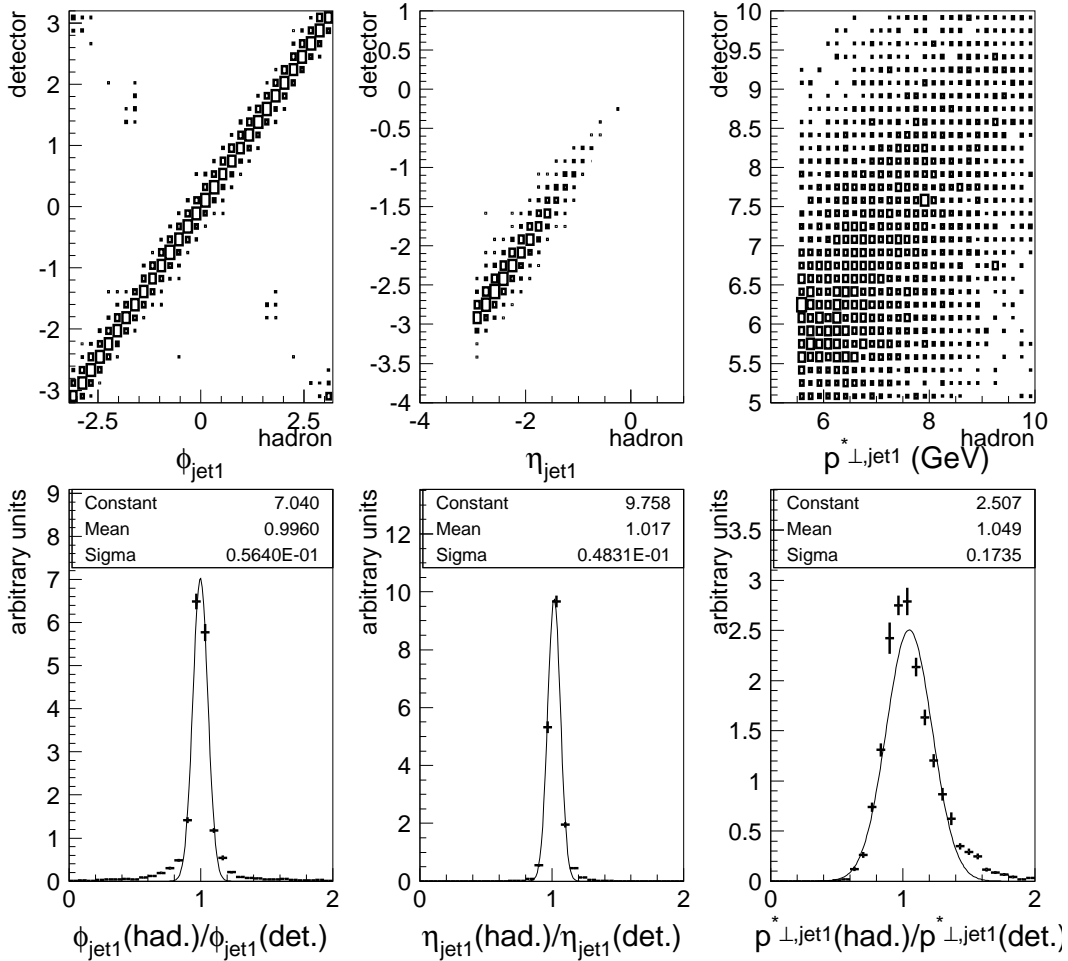 detector
3
2
1
0
-1
-2
-3
-2.5 0 2.5
hadron
ϕjet1
detector
1
0.5
0
-0.5
-1
-1.5
-2
-2.5
-3
-3.5
-4
-4 -2 0
hadron
ηjet1
detector
10
9.5
9
8.5
8
7.5
7
6.5
6
5.5
5
6 8 10
hadron
p*⊥,jet1 (GeV)
arbitrary units
9
8
7
6
5
4
3
2
1
0
Constant 7.040
Mean 0.9960
Sigma 0.5640E-01
0 1 2
ϕjet1(had.)/ϕjet1(det.)
arbitrary units
12
10
8
6
4
2
0
Constant 9.758
Mean 1.017
Sigma 0.4831E-01
0 1 2
ηjet1(had.)/ηjet1(det.)
arbitrary units
3.5
3
2.5
2
1.5
1
0.5
0
Constant 2.507
Mean 1.049
Sigma 0.1735
0 1 2
p*⊥,jet1(had.)/p*⊥,jet1(det.)